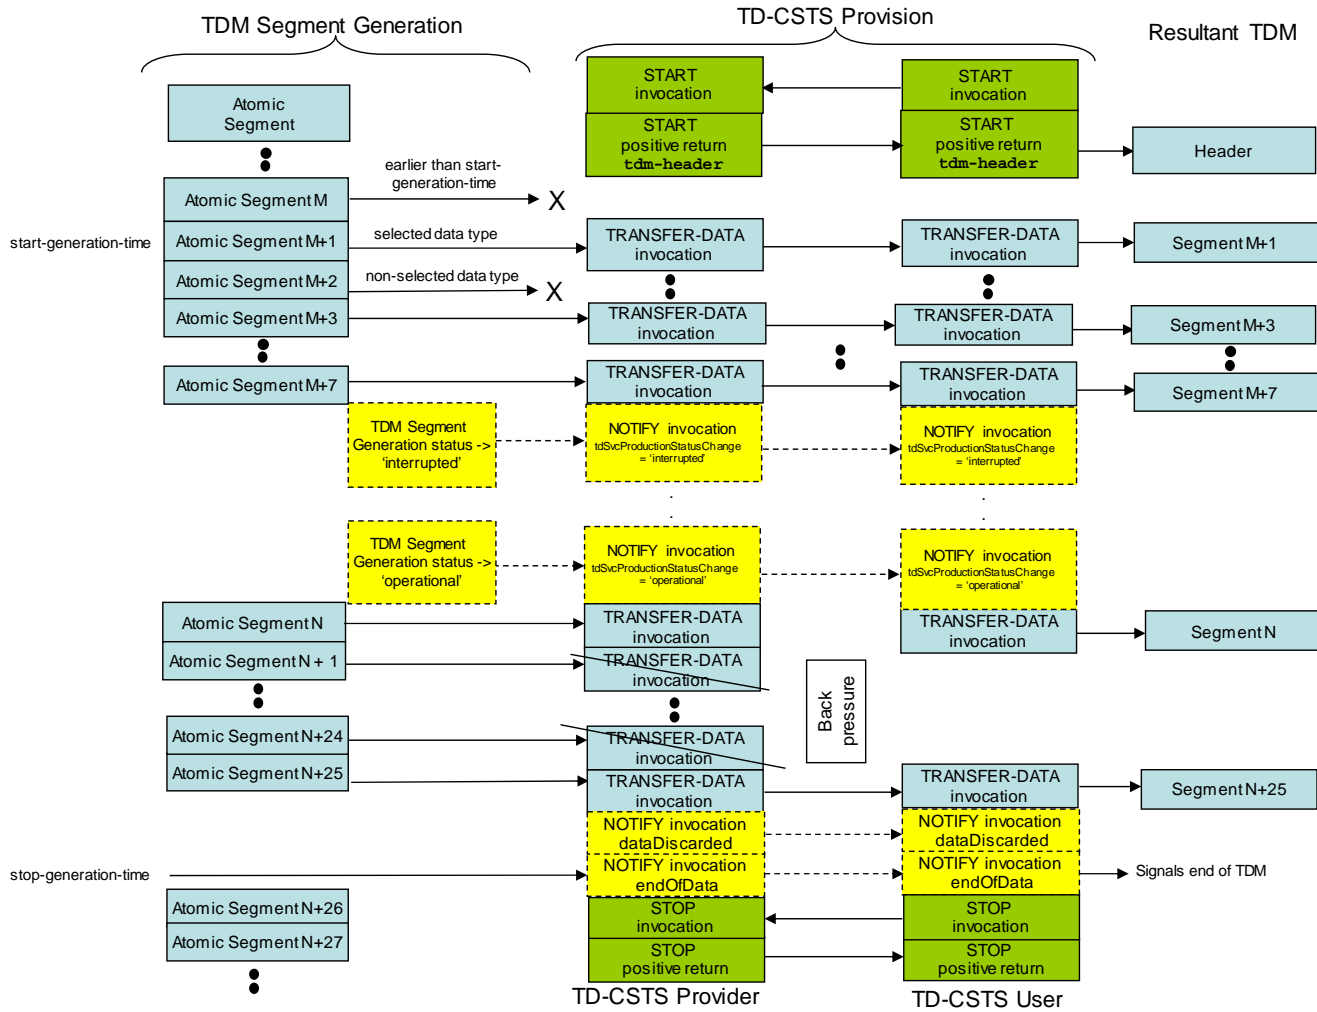 TDM Segment Generation
TD-CSTS Provision
Resultant TDM
Atomic
Segment
START
invocation
START
invocation
START
positive return
tdm-header
START
positive return
tdm-header
Header
earlier than start-
generation-time
Atomic Segment M
X
start-generation-time
Atomic Segment M+1
selected data type
TRANSFER-DATA
invocation
TRANSFER-DATA
invocation
Segment M+1
Atomic Segment M+2
non-selected data type
X
Atomic Segment M+3
TRANSFER-DATA
invocation
TRANSFER-DATA
invocation
Segment M+3
Atomic Segment M+7
TRANSFER-DATA
invocation
TRANSFER-DATA
invocation
Segment M+7
TDM Segment
Generation status ->
‘interrupted’
NOTIFY invocation
tdSvcProductionStatusChange
= ‘interrupted’
NOTIFY invocation
tdSvcProductionStatusChange
= ‘interrupted’
TDM Segment
Generation status ->
‘operational’
NOTIFY invocation
tdSvcProductionStatusChange
= ‘operational’
NOTIFY invocation
tdSvcProductionStatusChange
= ‘operational’
Atomic Segment N
TRANSFER-DATA
invocation
TRANSFER-DATA
invocation
Segment N
Atomic Segment N + 1
TRANSFER-DATA
invocation
Back
pressure
Atomic Segment N+24
TRANSFER-DATA
invocation
Atomic Segment N+25
TRANSFER-DATA
invocation
TRANSFER-DATA
invocation
Segment N+25
NOTIFY invocation
dataDiscarded
NOTIFY invocation
dataDiscarded
stop-generation-time
NOTIFY invocation
endOfData
NOTIFY invocation
endOfData
Signals end of TDM
Atomic Segment N+26
STOP
invocation
STOP
invocation
Atomic Segment N+27
STOP
positive return
STOP
positive return
TD-CSTS Provider
TD-CSTS User